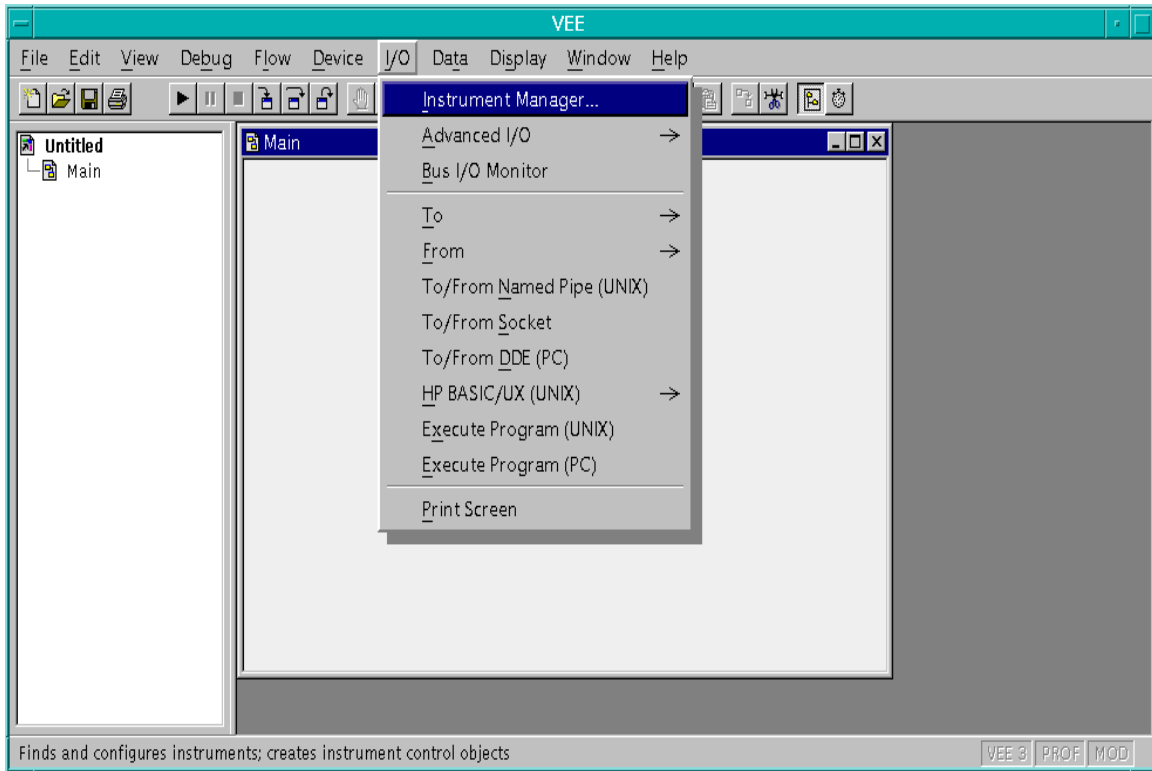 VEE
File Edit View Debug Flow Device I/O Data Display Window Help
Untitled
Main
Main
Instrument Manager...
Advanced I/O
Bus I/O Monitor
To
From
To/From Named Pipe (UNIX)
To/From Socket
To/From DDE (PC)
HP BASIC/UX (UNIX)
Execute Program (UNIX)
Execute Program (PC)
Print Screen
Finds and configures instruments; creates instrument control objects
VEE 3 PROF MOD